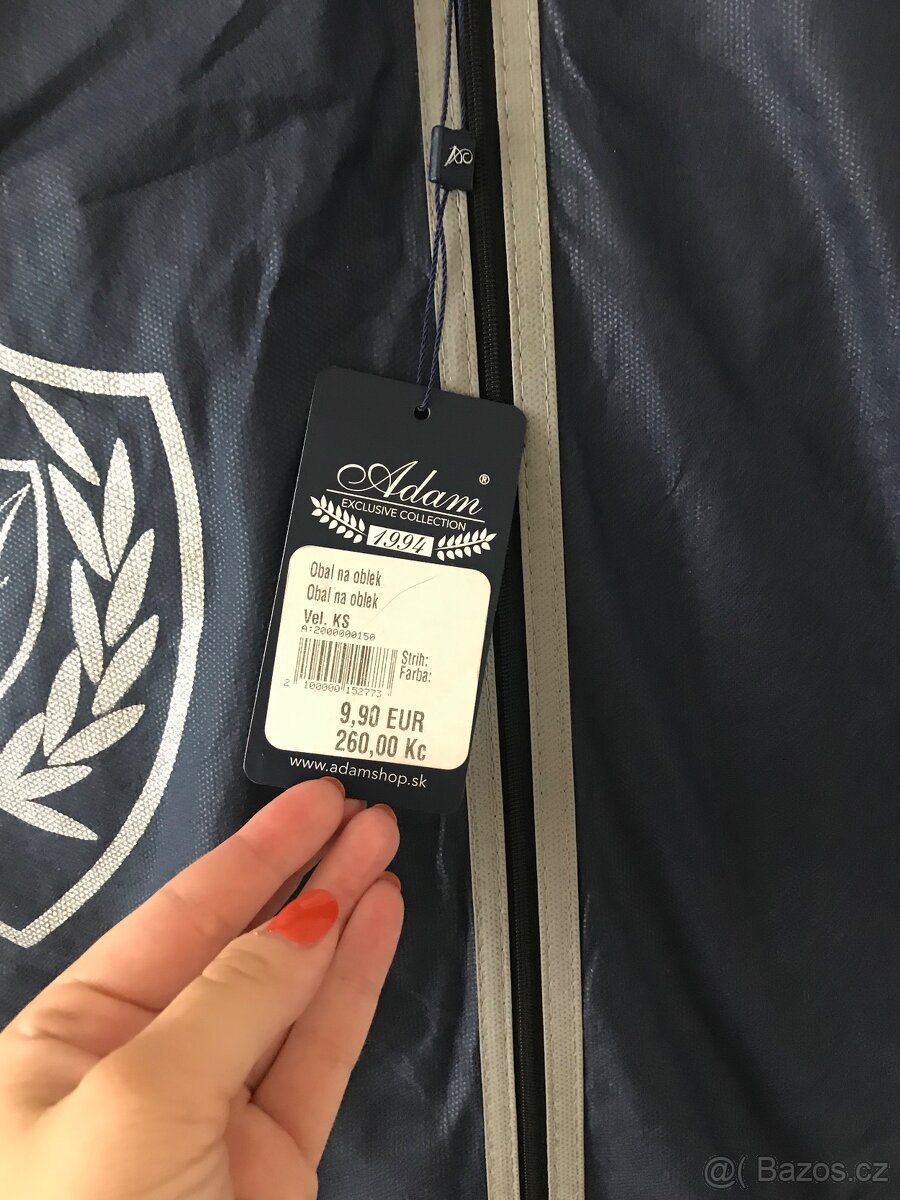 Adam ®
EXCLUSIVE COLLECTION
1994
Obal na oblek
Obal na oblek
Vel. KS
A:2000000150
Strih:
Farba:
2 100000 152773
9,90 EUR
260,00 Kc
www.adamshop.sk
@( Bazos.cz